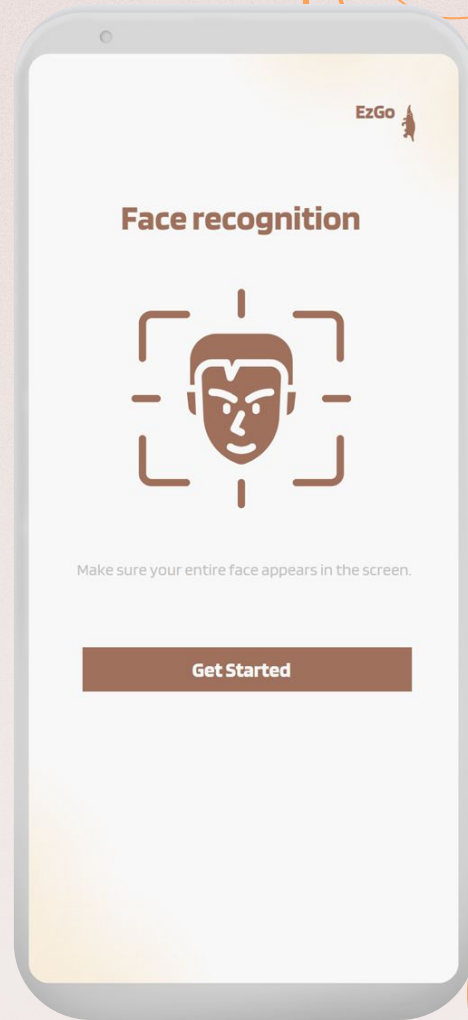 EzGo
Face recognition
Make sure your entire face appears in the screen.
Get Started